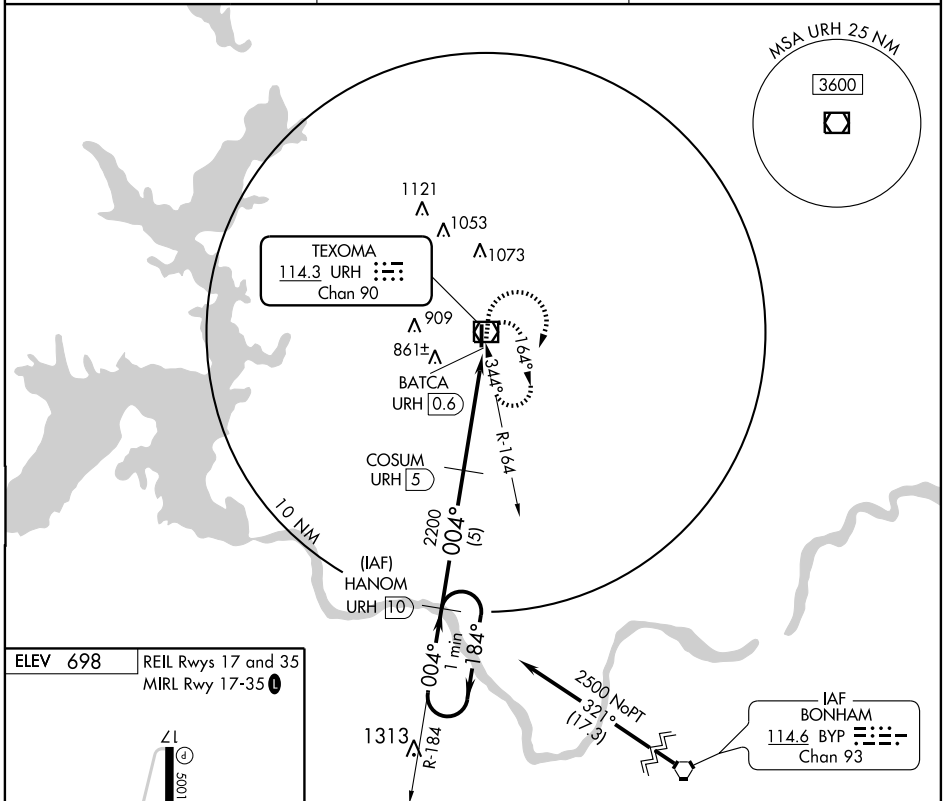 MSA URH 25 NM
3600
1121
1053
1073
TEXOMA
114.3 URH
Chan 90
909
861±
BATCA
URH 0.6
164°
344°
R-164
COSUM
URH 5
10 NM
2200
004°
(5)
(IAF)
HANOM
URH 10
004°
1 min
184°
1313
R-184
2500 NoPT
321°
(17.3)
IAF
BONHAM
114.6 BYP
Chan 93
ELEV 698
REIL Rwys 17 and 35
MIRL Rwy 17-35 L
17
P
5001